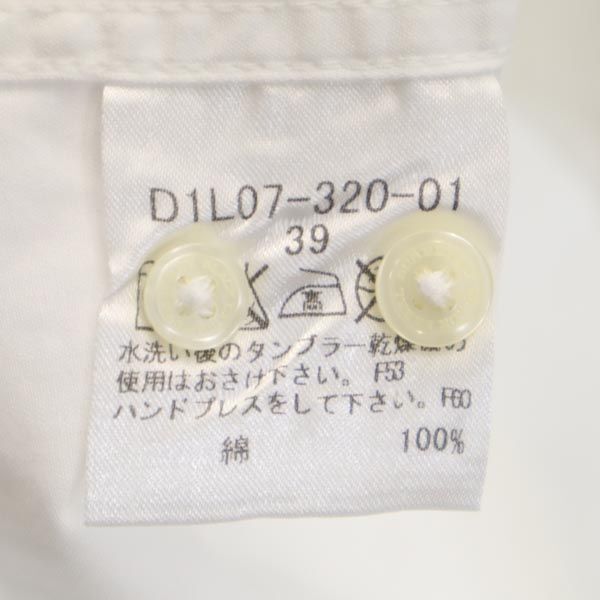 D1L07-320-01
39
高
水洗い後のタンブラー乾燥機の
使用はおさけ下さい。 F53
ハンドプレスをして下さい。F60
綿 100%